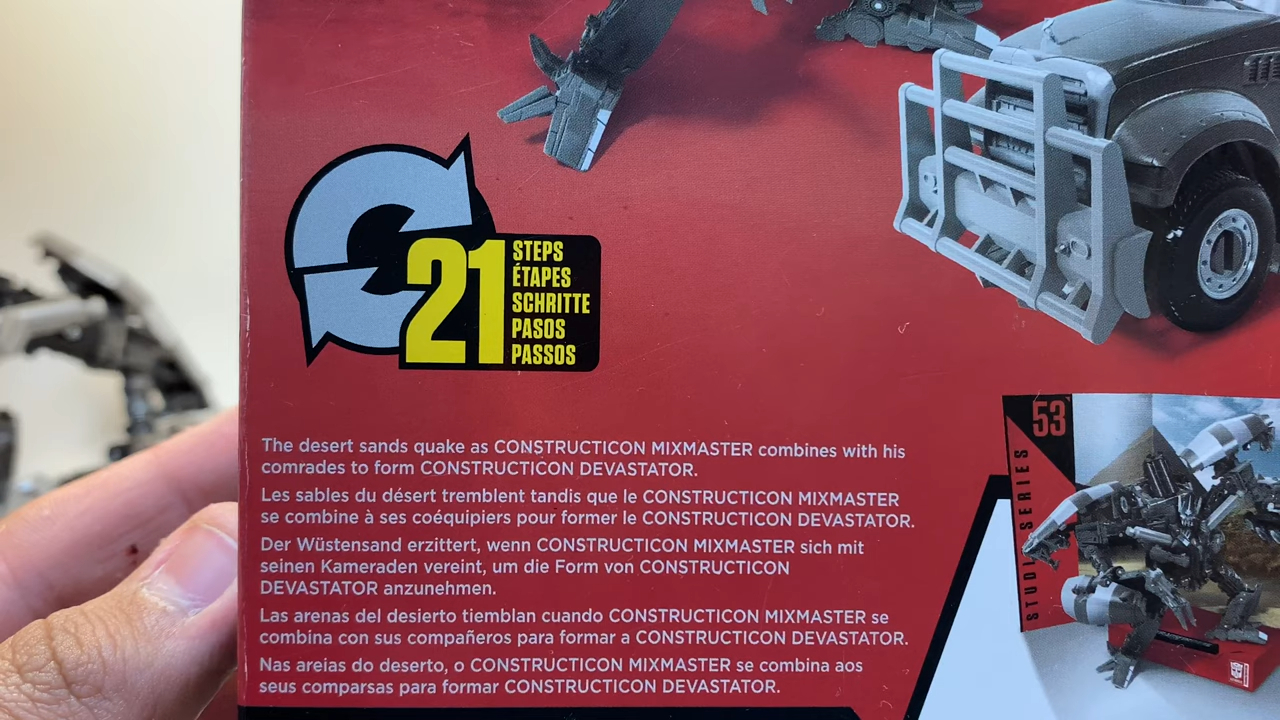 21
STEPS
ÉTAPES
SCHRITTE
PASOS
PASSOS
53
STUDIO SERIES
The desert sands quake as CONSTRUCTICON MIXMASTER combines with his
comrades to form CONSTRUCTICON DEVASTATOR.
Les sables du désert tremblent tandis que le CONSTRUCTICON MIXMASTER
se combine à ses coéquipiers pour former le CONSTRUCTICON DEVASTATOR.
Der Wüstensand erzittert, wenn CONSTRUCTICON MIXMASTER sich mit
seinen Kameraden vereint, um die Form von CONSTRUCTICON
DEVASTATOR anzunehmen.
Las arenas del desierto tiemblan cuando CONSTRUCTICON MIXMASTER se
combina con sus compañeros para formar a CONSTRUCTICON DEVASTATOR.
Nas areias do deserto, o CONSTRUCTICON MIXMASTER se combina aos
seus comparsas para formar CONSTRUCTICON DEVASTATOR.